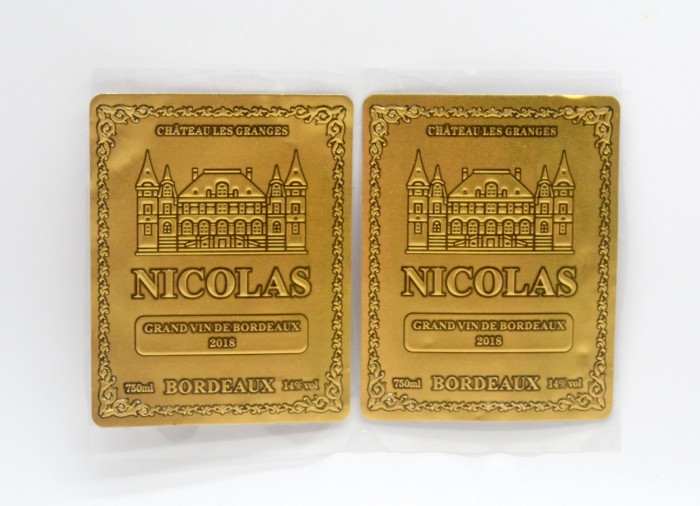 CHÂTEAU LES GRANGES
NICOLAS
GRAND VIN DE BORDEAUX
2018
750ml BORDEAUX 14% vol
CHÂTEAU LES GRANGES
NICOLAS
GRAND VIN DE BORDEAUX
2018
750ml BORDEAUX 14% vol